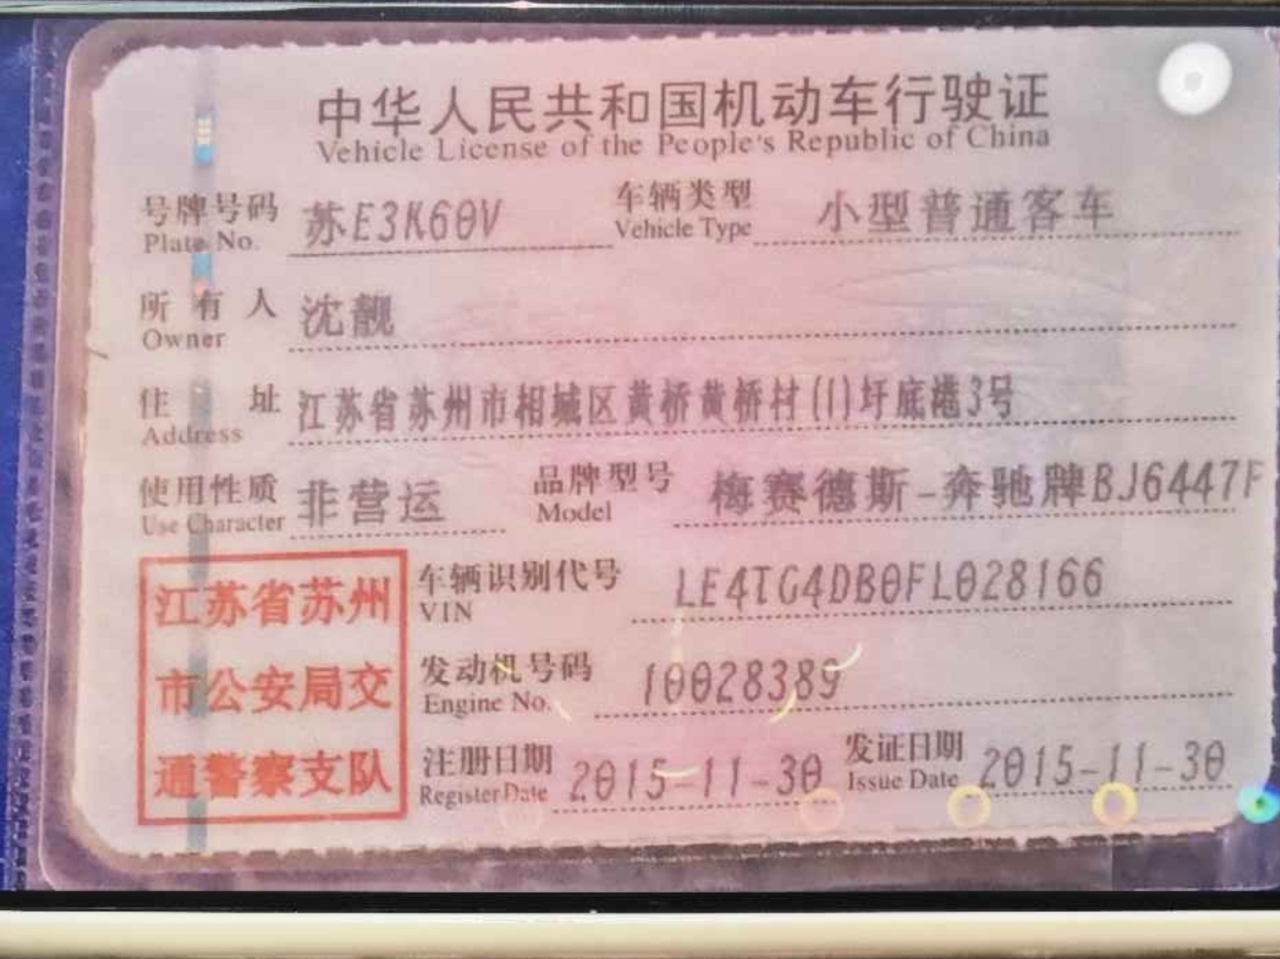 中华人民共和国机动车行驶证
Vehicle License of the People's Republic of China
号牌号码 苏E3K60V 车辆类型 小型普通客车
Plate No. Vehicle Type
所有人 沈靓
Owner
住址 江苏省苏州市相城区黄桥黄桥村(1)圩底港3号
Address
使用性质 非营运 品牌型号 梅赛德斯-奔驰牌BJ6447F
Use Character Model
江苏省苏州
市公安局交
通警察支队
车辆识别代号 LE4TG4DB0FL028166
VIN
发动机号码 10028389
Engine No.
注册日期 2015-11-30 发证日期 2015-11-30
Register Date Issue Date